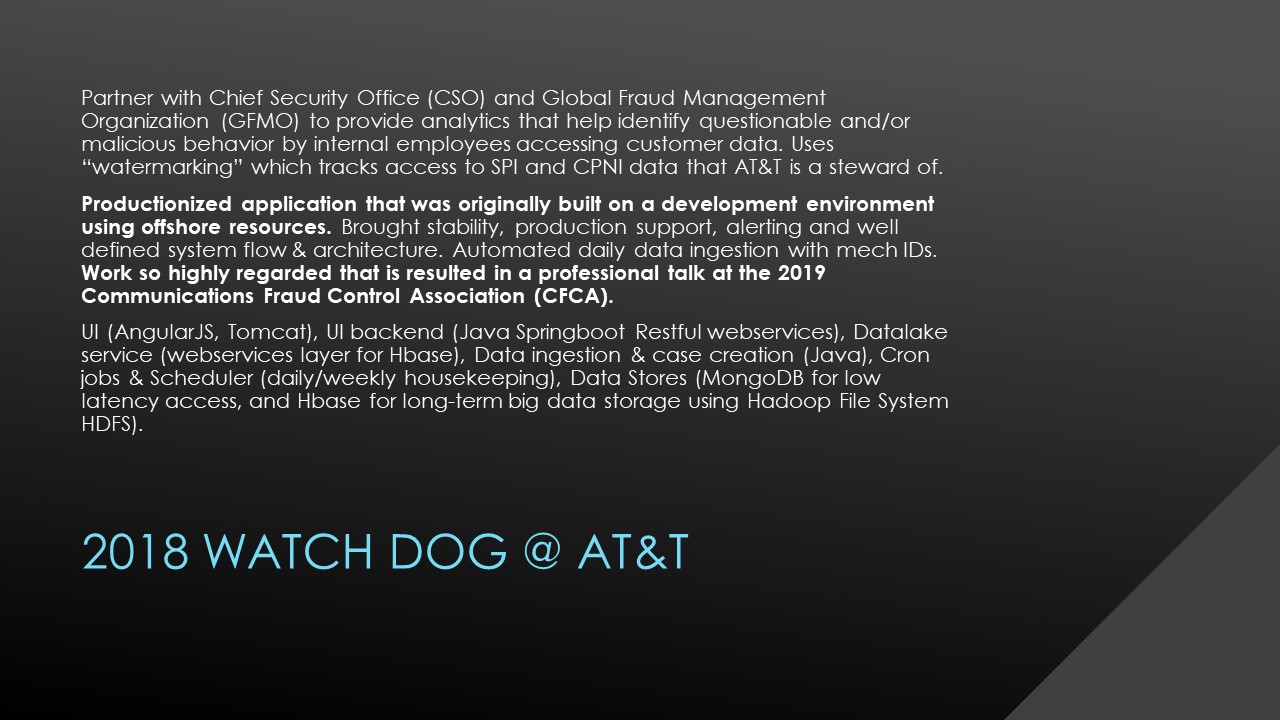 Partner with Chief Security Office (CSO) and Global Fraud Management
Organization (GFMO) to provide analytics that help identify questionable and/or
malicious behavior by internal employees accessing customer data. Uses
“watermarking” which tracks access to SPI and CPNI data that AT&T is a steward of.
Productionized application that was originally built on a development environment
using offshore resources. Brought stability, production support, alerting and well
defined system flow & architecture. Automated daily data ingestion with mech IDs.
Work so highly regarded that is resulted in a professional talk at the 2019
Communications Fraud Control Association (CFCA).
UI (AngularJS, Tomcat), UI backend (Java Springboot Restful webservices), Datalake
service (webservices layer for Hbase), Data ingestion & case creation (Java), Cron
jobs & Scheduler (daily/weekly housekeeping), Data Stores (MongoDB for low
latency access, and Hbase for long-term big data storage using Hadoop File System
HDFS).
2018 WATCH DOG @ AT&T